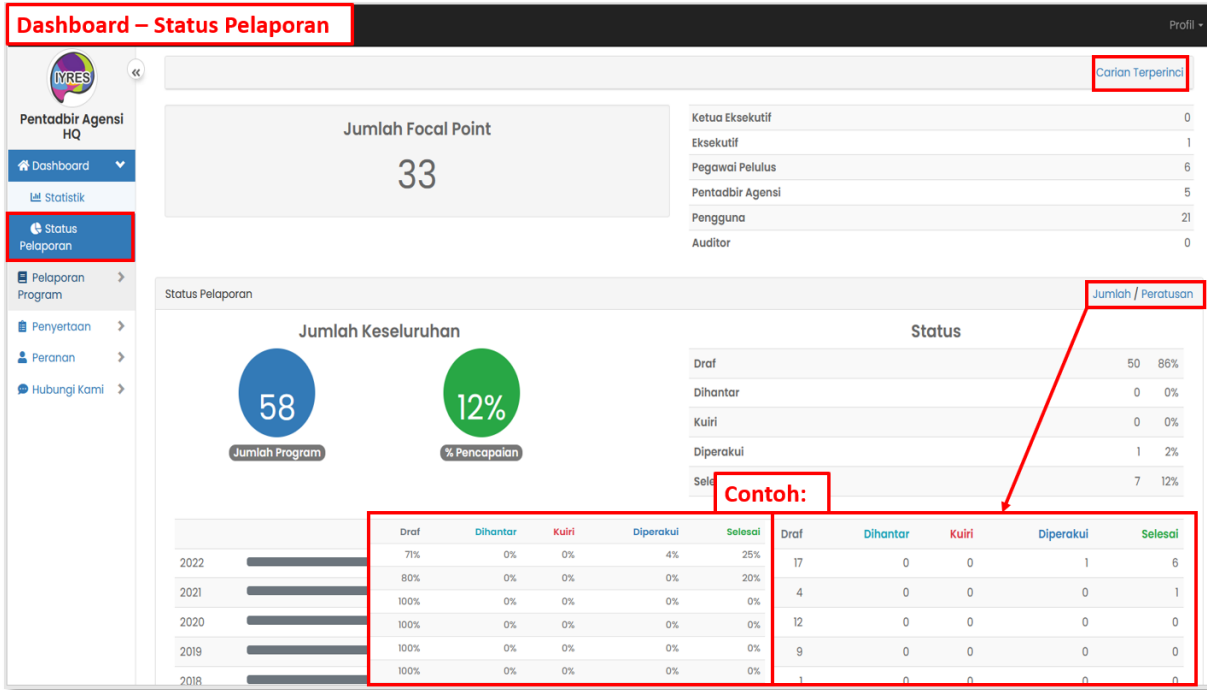 Dashboard – Status Pelaporan
Profil
IYRES
«
Carian Terperinci
Pentadbir Agensi
HQ
Dashboard
Statistik
Status
Pelaporan
Pelaporan
Program
Penyertaan
Peranan
Hubungi Kami
Jumlah Focal Point
33
Ketua Eksekutif 0
Eksekutif 1
Pegawai Pelulus 6
Pentadbir Agensi 5
Pengguna 21
Auditor 0
Status Pelaporan
Jumlah / Peratusan
Jumlah Keseluruhan
58
Jumlah Program
12%
% Pencapaian
Status
Draf 50 86%
Dihantar 0 0%
Kuiri 0 0%
Diperakui 1 2%
Sele 7 12%
Contoh:
2022
2021
2020
2019
2018
Draf Dihantar Kuiri Diperakui Selesai
71% 0% 0% 4% 25%
80% 0% 0% 0% 20%
100% 0% 0% 0% 0%
100% 0% 0% 0% 0%
100% 0% 0% 0% 0%
100% 0% 0% 0% 0%
Draf Dihantar Kuiri Diperakui Selesai
17 0 0 1 6
4 0 0 0 1
12 0 0 0 0
9 0 0 0 0
1 0 0 0 0